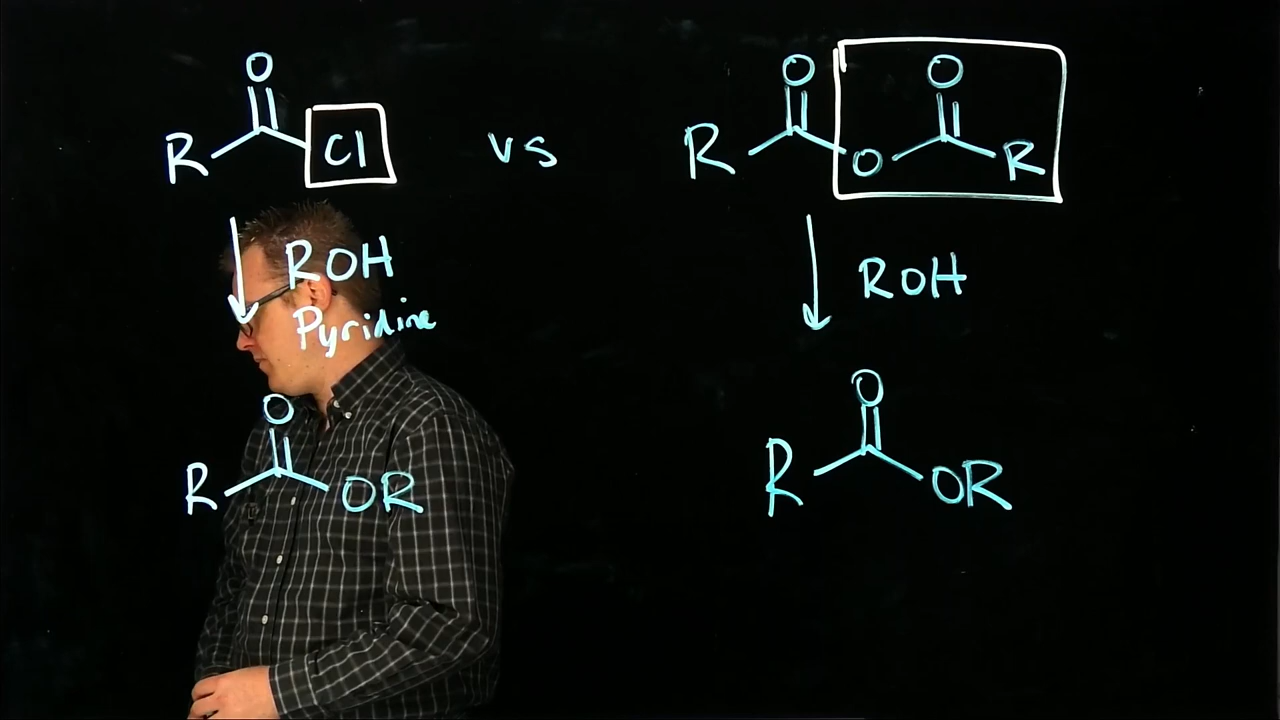 O O O
R Cl vs R O R
ROH ROH
Pyridine
O O
R OR R OR